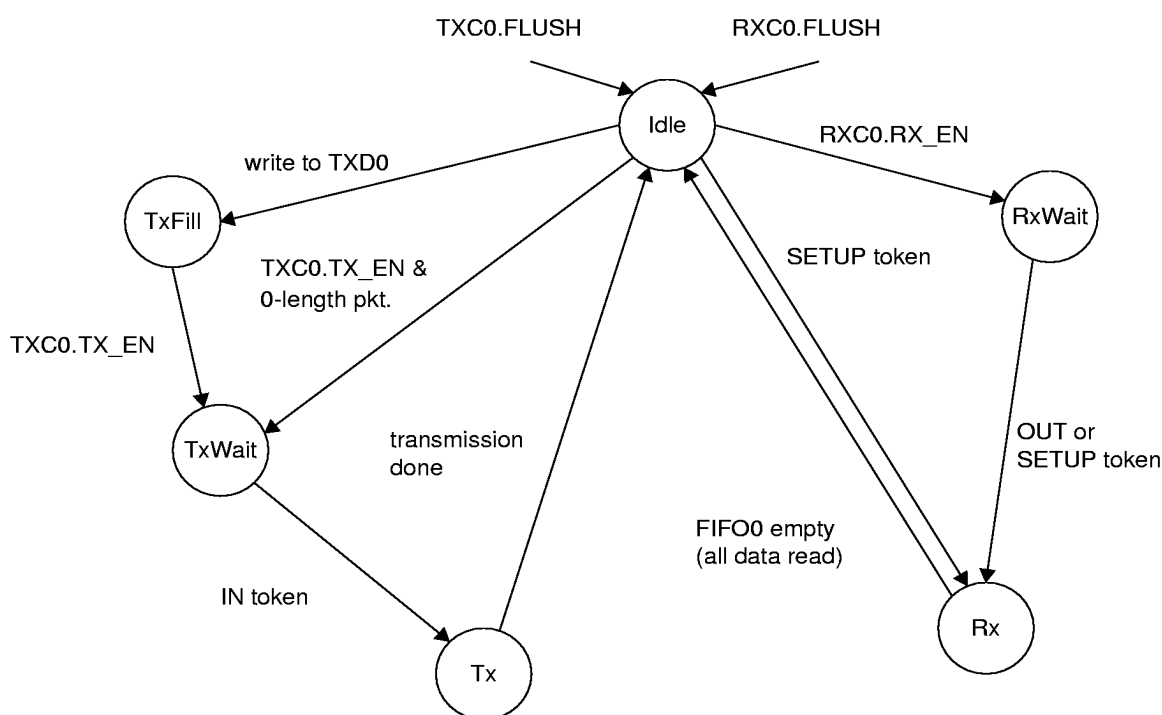 TXC0.FLUSH
RXC0.FLUSH
Idle
RXC0.RX_EN
write to TXD0
TxFill
RxWait
SETUP token
TXC0.TX_EN &
0-length pkt.
TXC0.TX_EN
TxWait
transmission
done
OUT or
SETUP token
FIFO0 empty
(all data read)
IN token
Tx
Rx